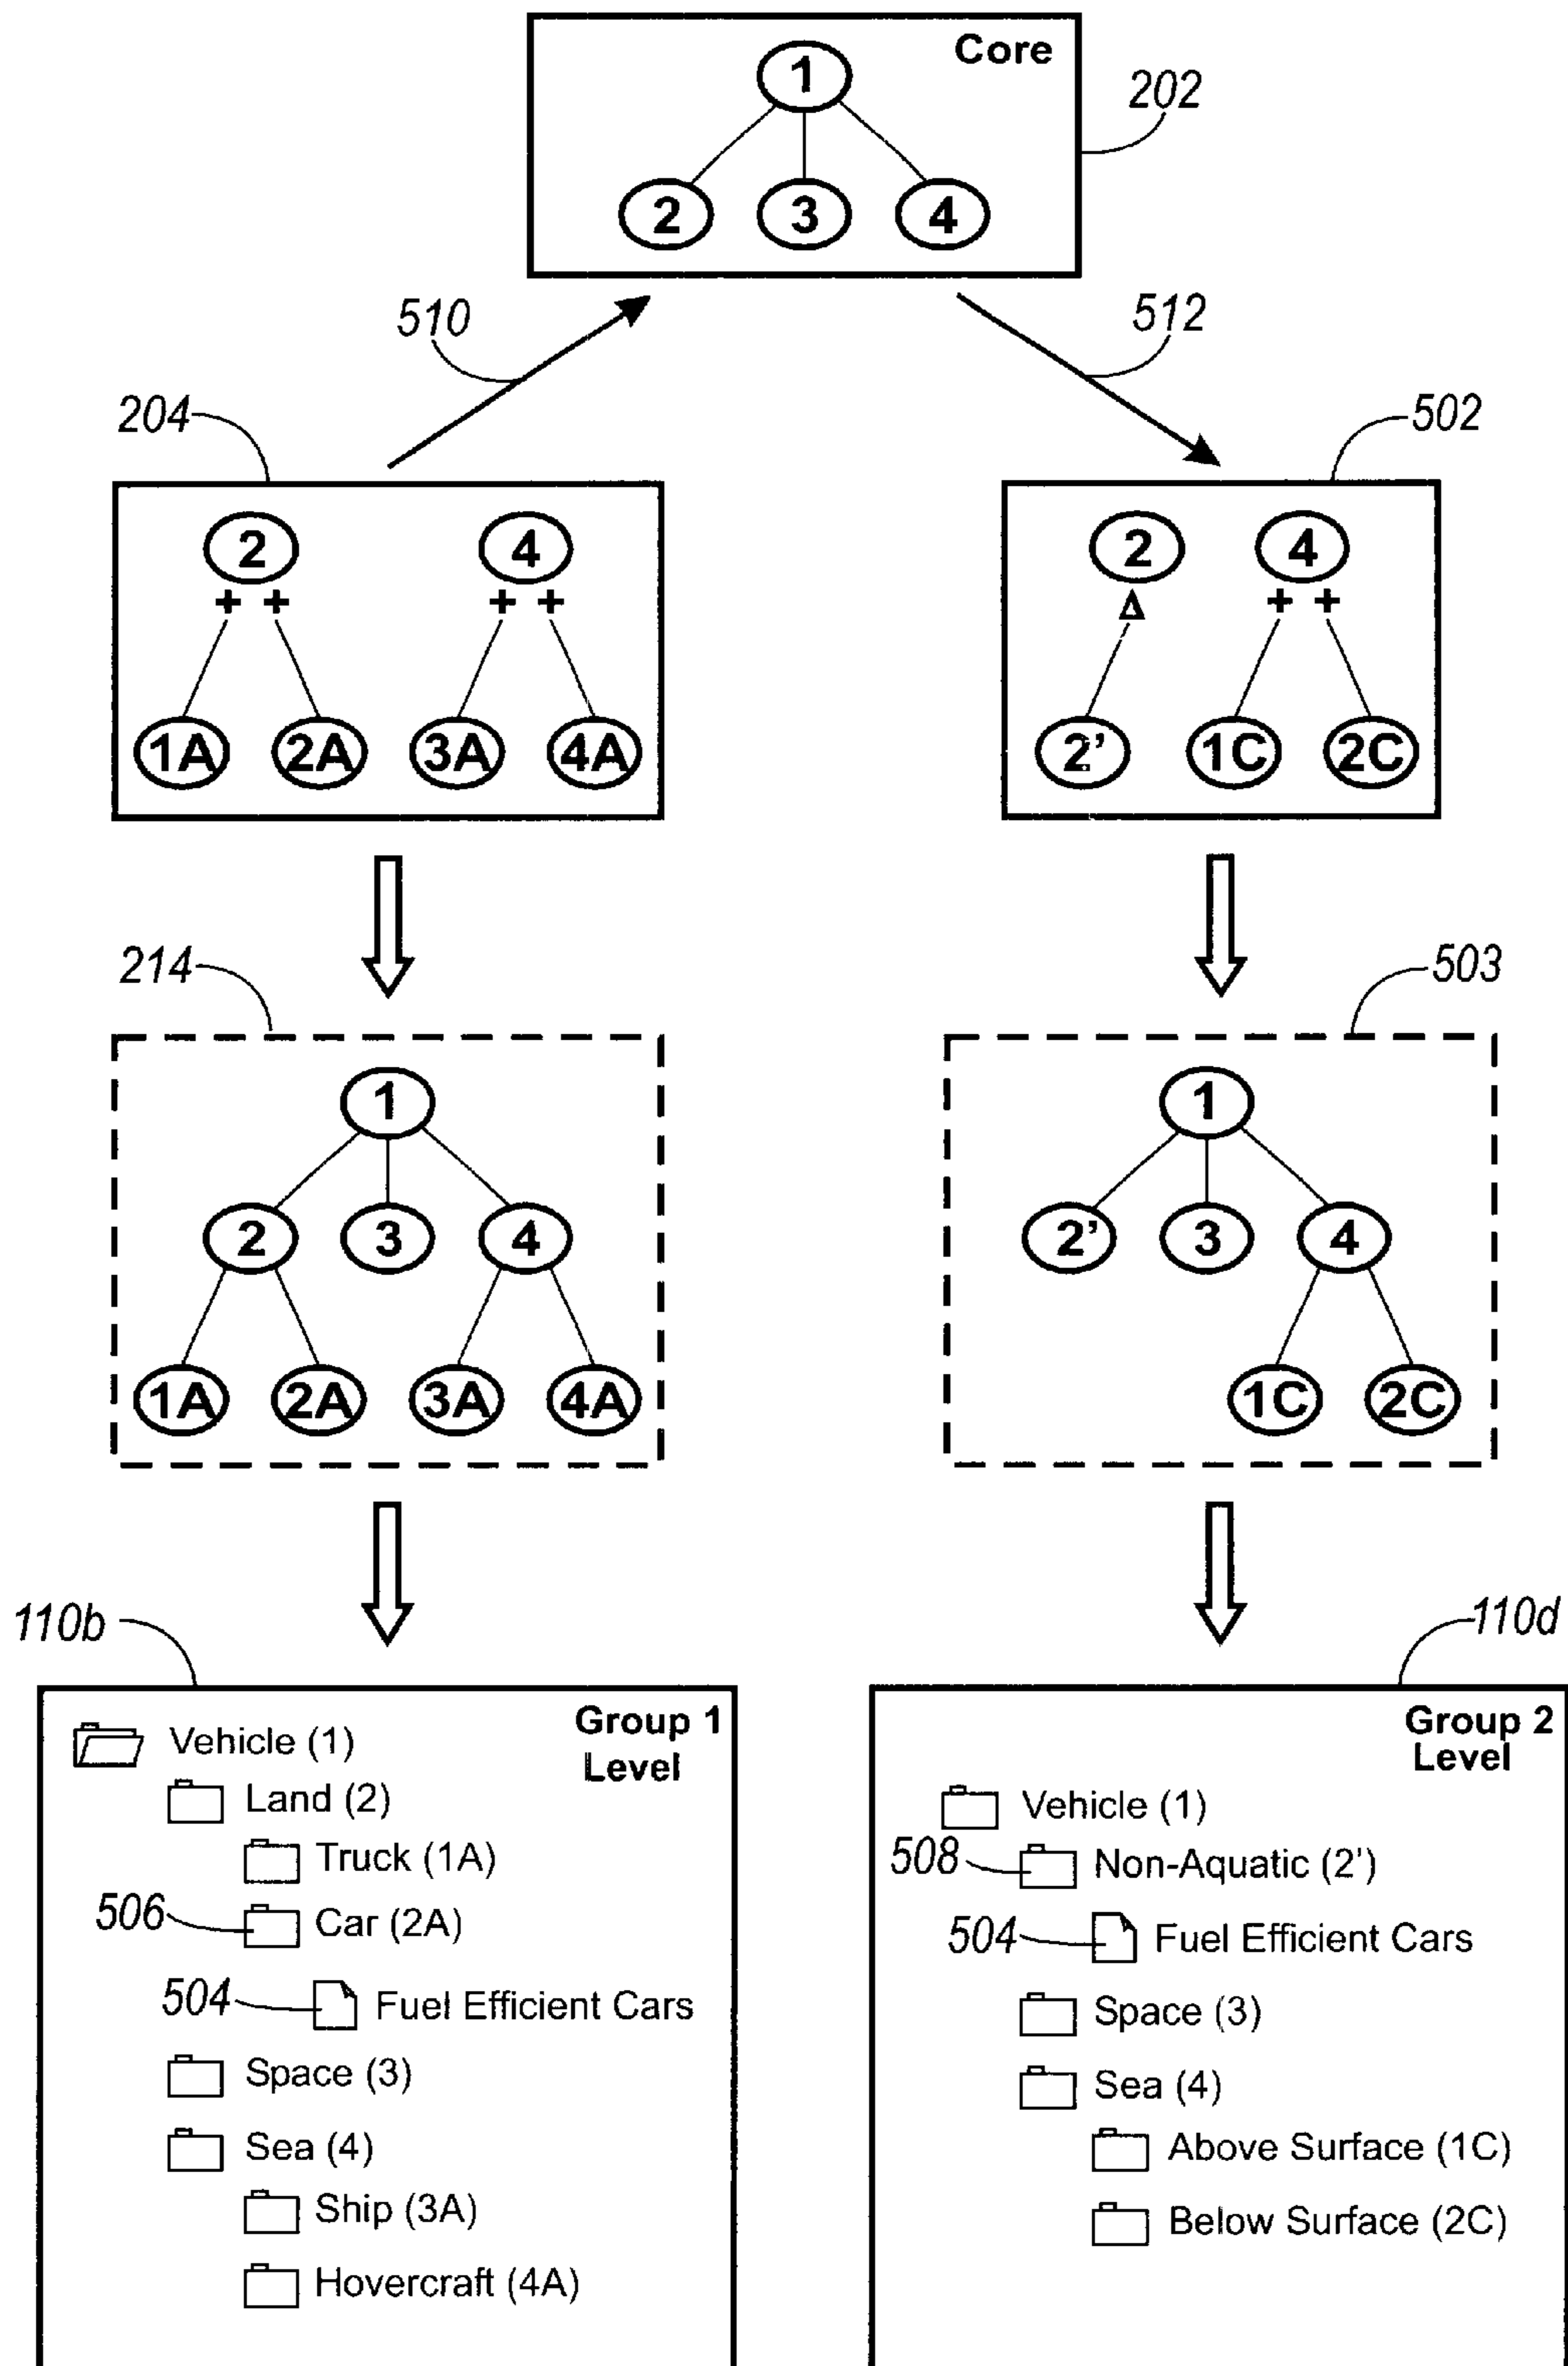 Core
1
202
2 3 4
510
512
204
502
2 4
2 4
+ + + +
Δ + +
1A 2A 3A 4A
2' 1C 2C
214
503
1
1
2 3 4
2' 3 4
1A 2A 3A 4A
1C 2C
110b
110d
Group 1
Level
Vehicle (1)
Land (2)
Truck (1A)
506
Car (2A)
504
Fuel Efficient Cars
Space (3)
Sea (4)
Ship (3A)
Hovercraft (4A)
Group 2
Level
Vehicle (1)
508
Non-Aquatic (2')
504
Fuel Efficient Cars
Space (3)
Sea (4)
Above Surface (1C)
Below Surface (2C)